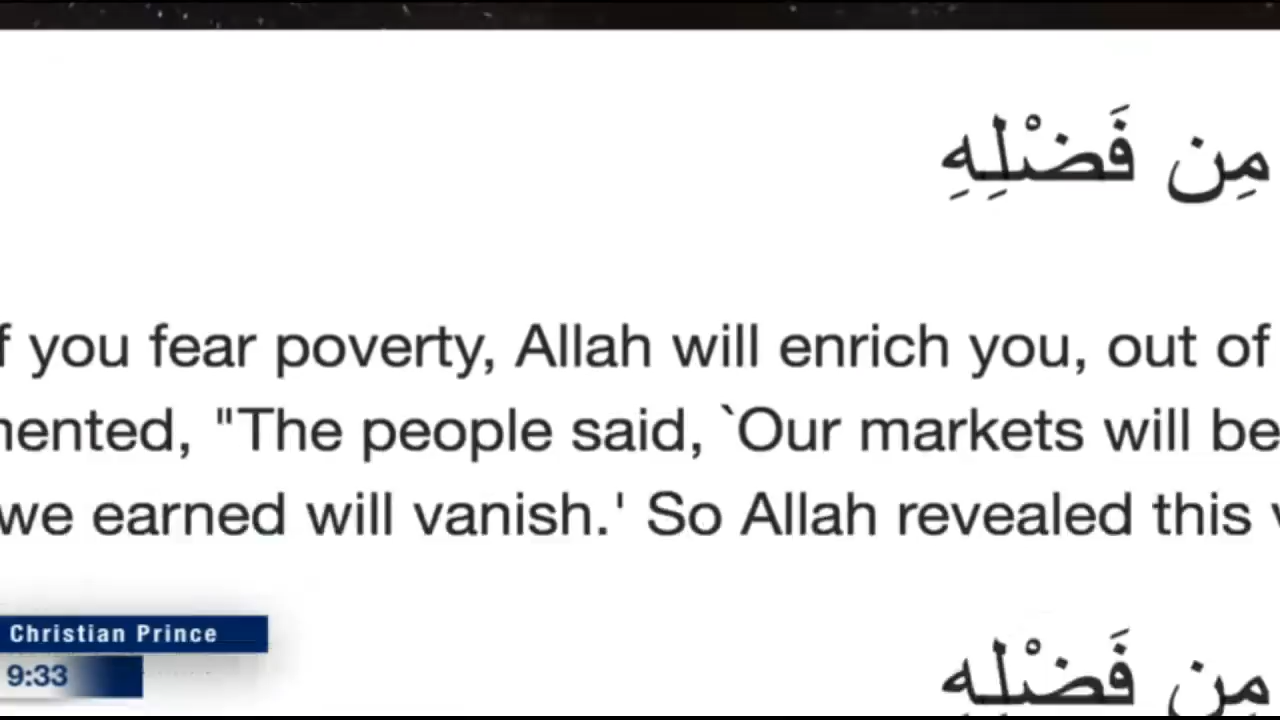 مِن فَضْلِهِ
f you fear poverty, Allah will enrich you, out of
nented, "The people said, `Our markets will be
we earned will vanish.' So Allah revealed this
Christian Prince
9:33
مِن فَضْلِهِ